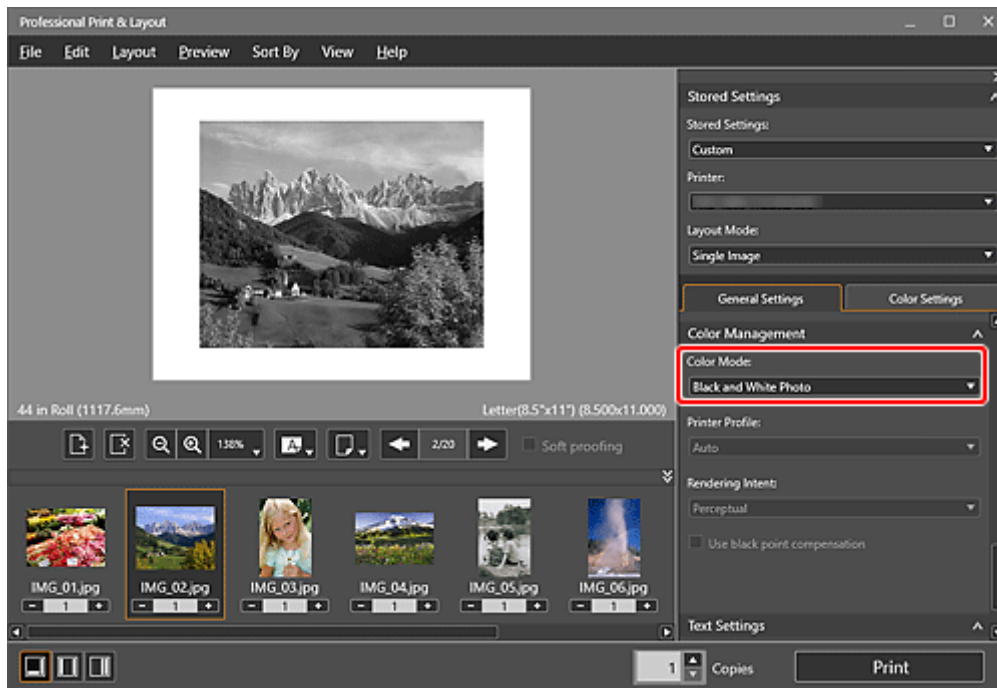 Professional Print & Layout
File Edit Layout Preview Sort By View Help
Stored Settings
Stored Settings:
Custom
Printer:
Layout Mode:
Single Image
General Settings Color Settings
Color Management
Color Mode:
Black and White Photo
Printer Profile:
Auto
Rendering Intent:
Perceptual
Use black point compensation
Text Settings
44 in Roll (1117.6mm) Letter(8.5"x11") (8.500x11.000)
138% A 2/20 Soft proofing
IMG_01.jpg IMG_02.jpg IMG_03.jpg IMG_04.jpg IMG_05.jpg IMG_06.jpg
1 1 1 1 1 1
1 Copies Print